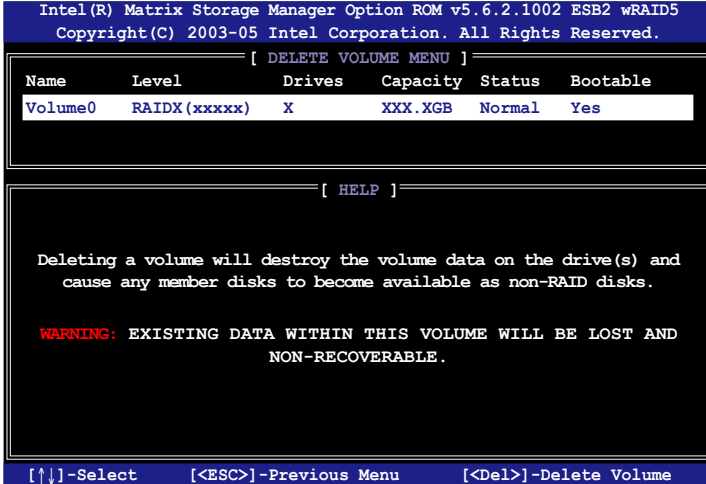 Intel(R) Matrix Storage Manager Option ROM v5.6.2.1002 ESB2 wRAID5
Copyright(C) 2003-05 Intel Corporation. All Rights Reserved.
[ DELETE VOLUME MENU ]
Name Level Drives Capacity Status Bootable
Volume0 RAIDX(xxxxx) X XXX.XGB Normal Yes
[ HELP ]
Deleting a volume will destroy the volume data on the drive(s) and
cause any member disks to become available as non-RAID disks.
WARNING: EXISTING DATA WITHIN THIS VOLUME WILL BE LOST AND
NON-RECOVERABLE.
[↑↓]-Select [<ESC>]-Previous Menu [<Del>]-Delete Volume